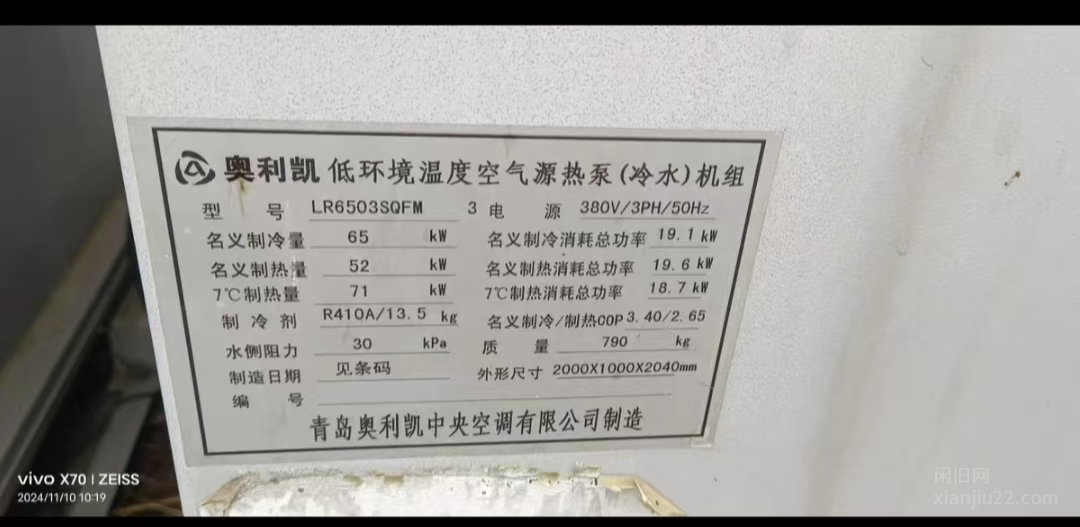 奥利凯 低环境温度空气源热泵(冷水)机组
型 号 LR6503SQFM 3 电 源 380V/3PH/50Hz
名义制冷量 65 kW 名义制冷消耗总功率 19.1 kW
名义制热量 52 kW 名义制热消耗总功率 19.6 kW
7℃制热量 71 kW 7℃制热消耗总功率 18.7 kW
制 冷 剂 R410A/13.5 kg 名义制冷/制热COP 3.40/2.65
水侧阻力 30 kPa 质 量 790 kg
制造日期 见条码 外形尺寸 2000X1000X2040mm
编 号
青岛奥利凯中央空调有限公司制造
vivo X70 | ZEISS
2024/11/10 10:19
闲旧网
xianjiu22.com